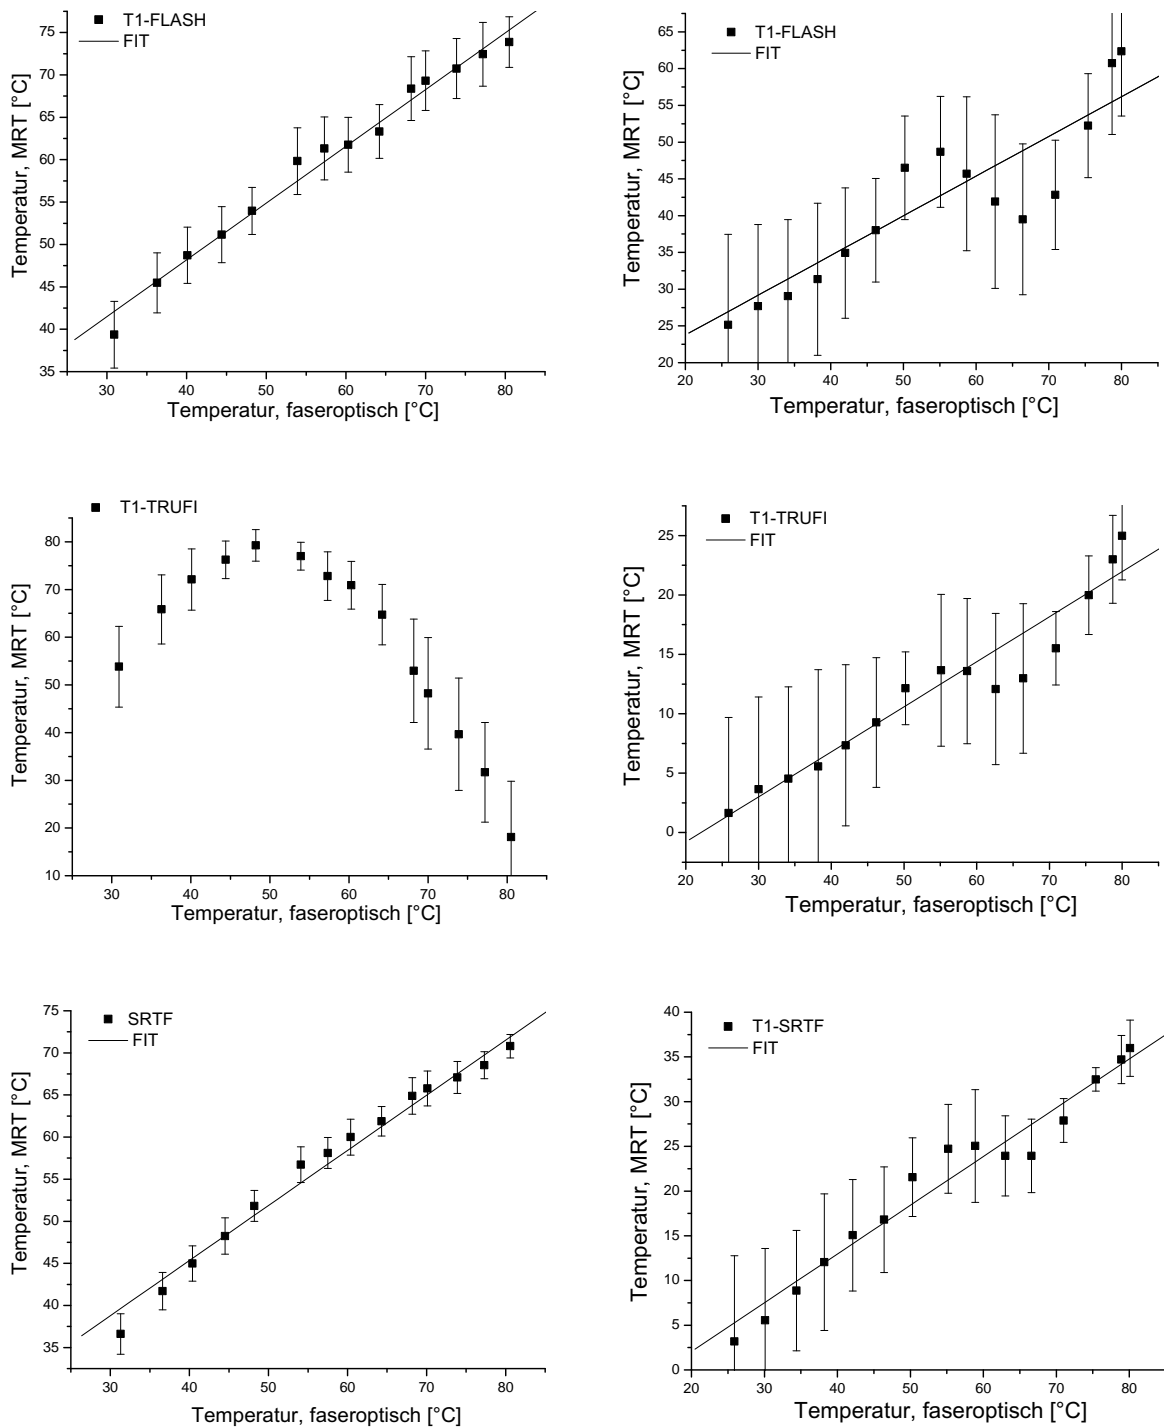 T1-FLASH
FIT
75
70
65
60
55
50
45
40
35
30 40 50 60 70 80
Temperatur, MRT [°C]
Temperatur, faseroptisch [°C]
T1-FLASH
FIT
65
60
55
50
45
40
35
30
25
20
20 30 40 50 60 70 80
Temperatur, MRT [°C]
Temperatur, faseroptisch [°C]
T1-TRUFI
90
80
70
60
50
40
30
20
10
30 40 50 60 70 80
Temperatur, MRT [°C]
Temperatur, faseroptisch [°C]
T1-TRUFI
FIT
25
20
15
10
5
0
20 30 40 50 60 70 80
Temperatur, MRT [°C]
Temperatur, faseroptisch [°C]
SRTF
FIT
75
70
65
60
55
50
45
40
35
30 40 50 60 70 80
Temperatur, MRT [°C]
Temperatur, faseroptisch [°C]
T1-SRTF
FIT
40
35
30
25
20
15
10
5
0
20 30 40 50 60 70 80
Temperatur, MRT [°C]
Temperatur, faseroptisch [°C]